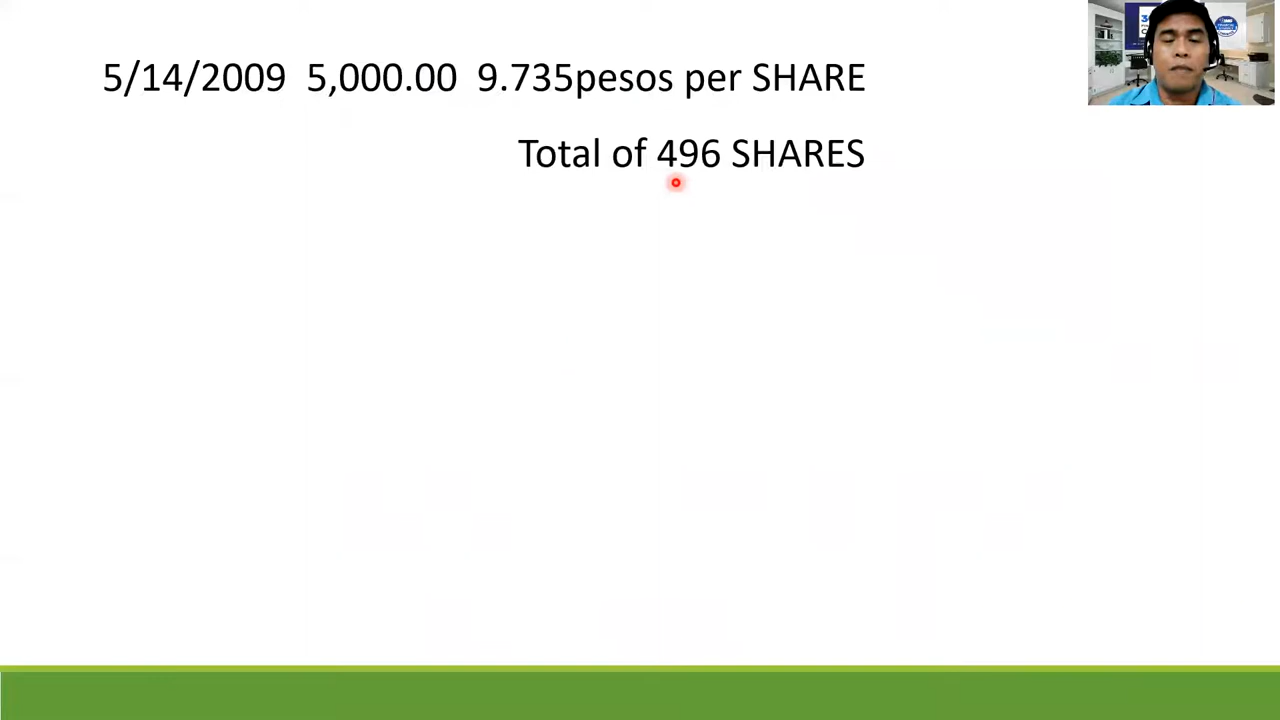 5/14/2009 5,000.00 9.735pesos per SHARE
Total of 496 SHARES